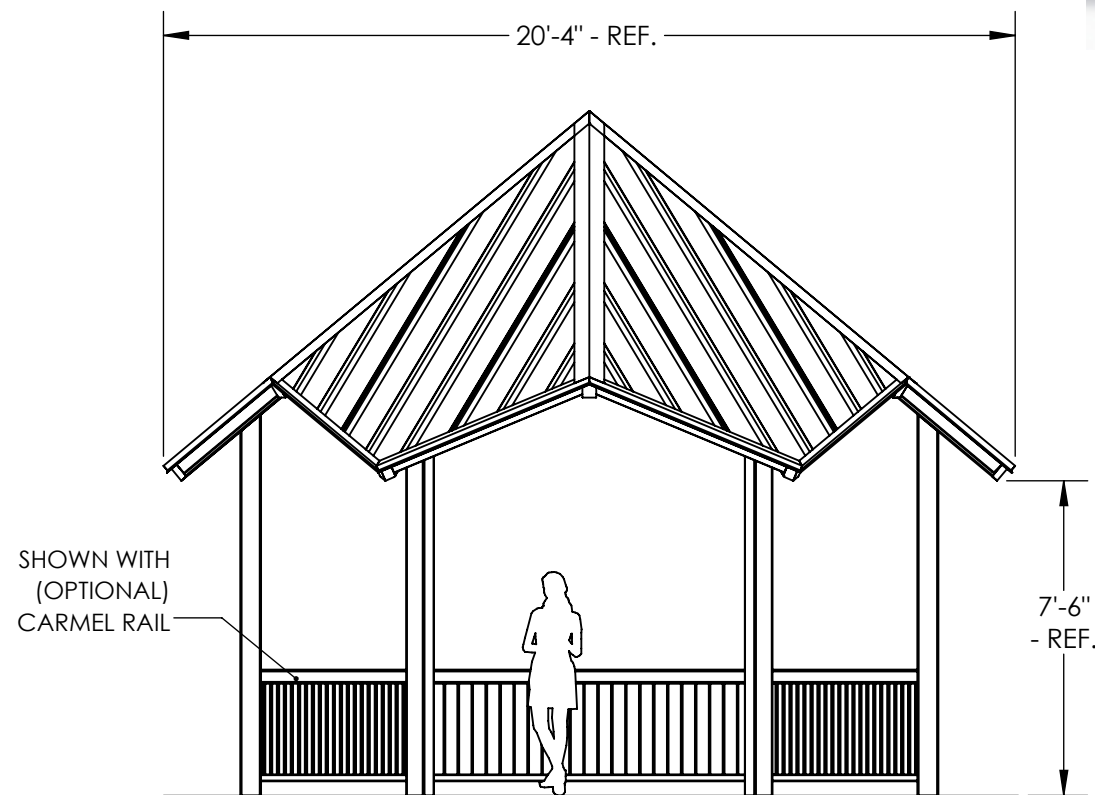 20'-4" - REF.
SHOWN WITH
(OPTIONAL)
CARMEL RAIL
7'-6"
- REF.